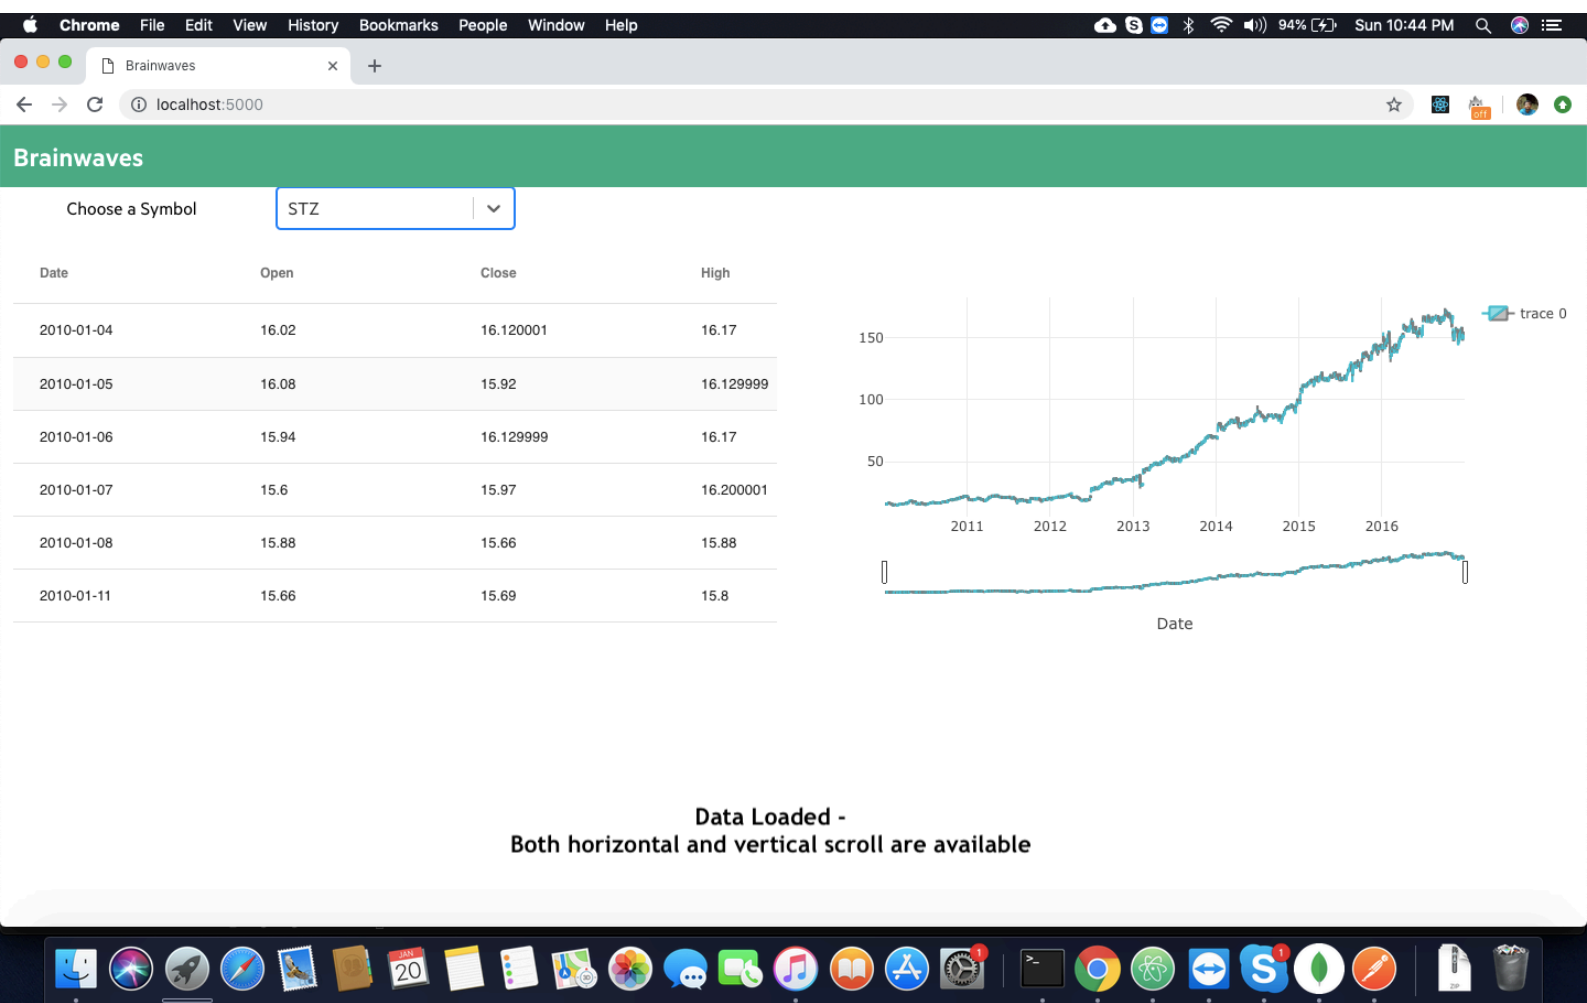 Chrome File Edit View History Bookmarks People Window Help 94% Sun 10:44 PM
Brainwaves
localhost:5000
off
Brainwaves
Choose a Symbol STZ
Date Open Close High
2010-01-04 16.02 16.120001 16.17
2010-01-05 16.08 15.92 16.129999
2010-01-06 15.94 16.129999 16.17
2010-01-07 15.6 15.97 16.200001
2010-01-08 15.88 15.66 15.88
2010-01-11 15.66 15.69 15.8
trace 0
150
100
50
2011 2012 2013 2014 2015 2016
Date
Data Loaded -
Both horizontal and vertical scroll are available
JAN
20
1
1
ZIP